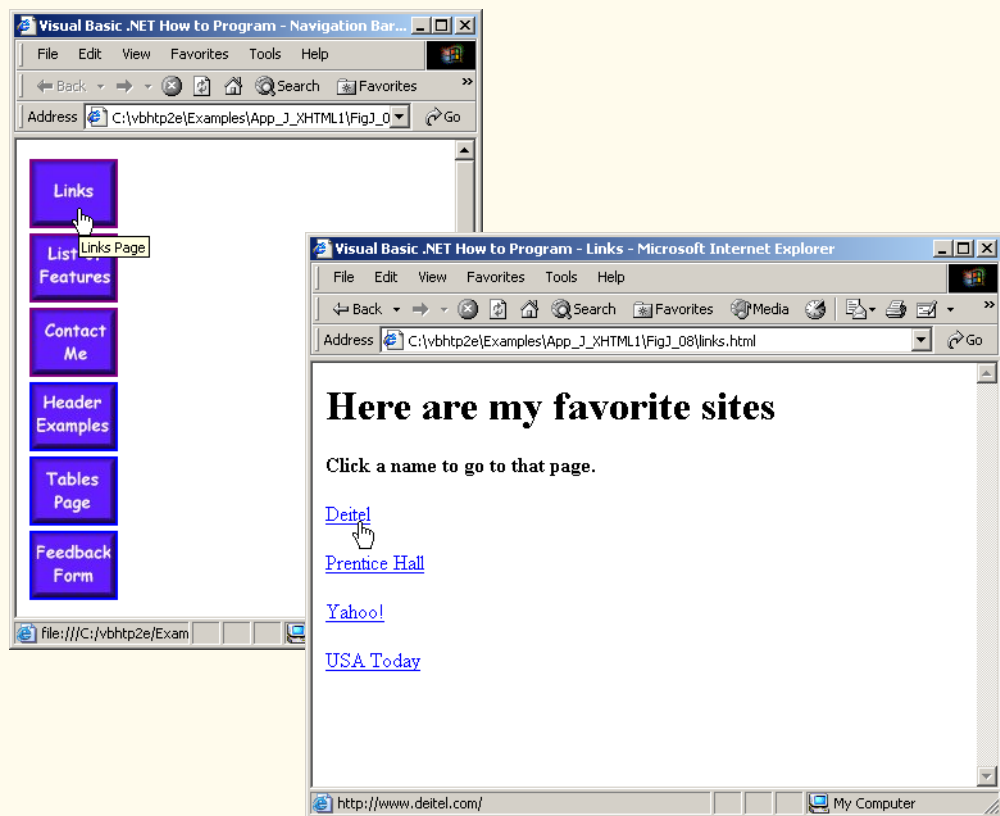 Visual Basic .NET How to Program - Navigation Bar...
File Edit View Favorites Tools Help
Back Search Favorites »
Address C:\vbhtp2e\Examples\App_J_XHTML1\FigJ_0 Go
Links
Links Page
List of
Features
Contact
Me
Header
Examples
Tables
Page
Feedback
Form
file:///C:/vbhtp2e/Exam
Visual Basic .NET How to Program - Links - Microsoft Internet Explorer
File Edit View Favorites Tools Help
Back Search Favorites Media »
Address C:\vbhtp2e\Examples\App_J_XHTML1\FigJ_08\links.html Go
Here are my favorite sites
Click a name to go to that page.
Deitel
Prentice Hall
Yahoo!
USA Today
http://www.deitel.com/ My Computer